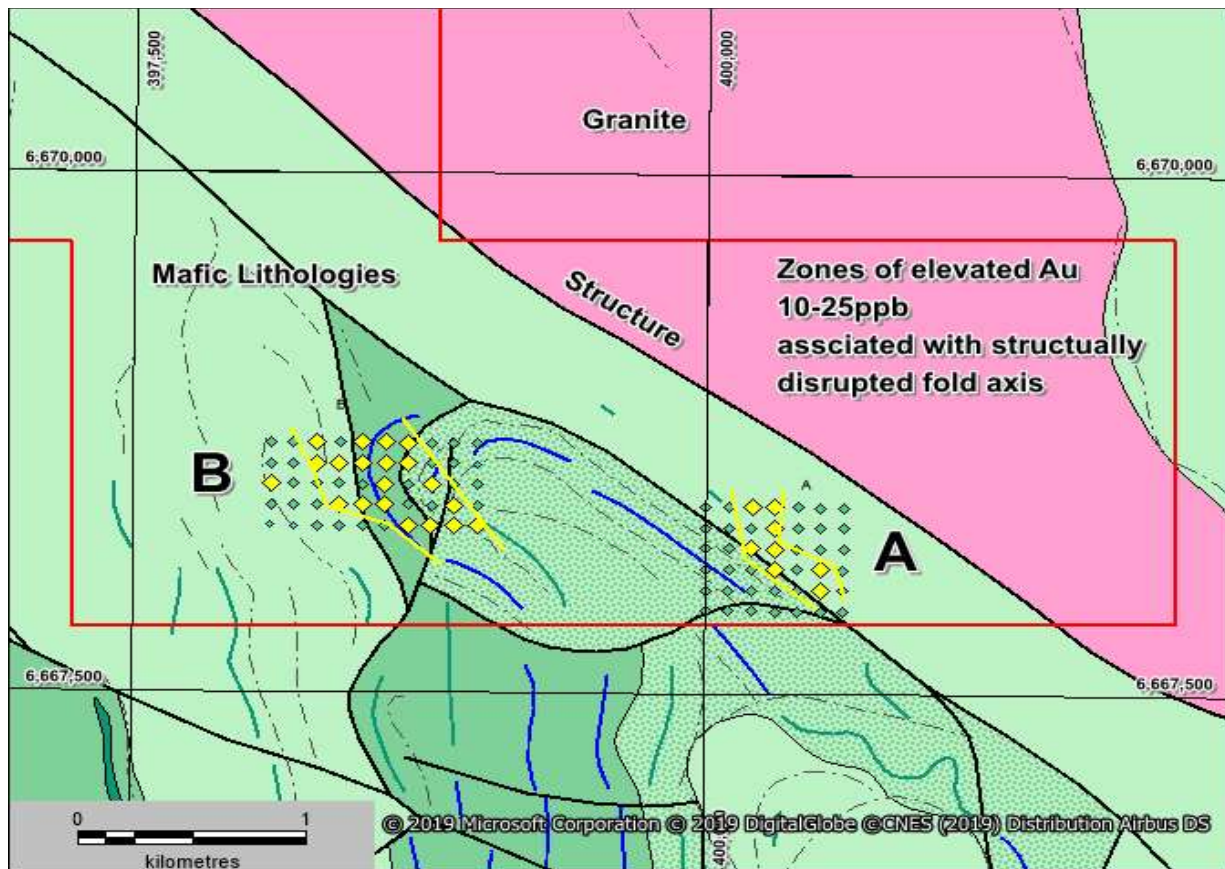 397,500
400,000
Granite
6,670,000
6,670,000
Mafic Lithologies
Structure
Zones of elevated Au
10-25ppb
assciated with structually
disrupted fold axis
B
A
B
A
6,667,500
6,667,500
0 1
kilometres
400,0
© 2019 Microsoft Corporation © 2019 DigitalGlobe ©CNES (2019) Distribution Airbus DS